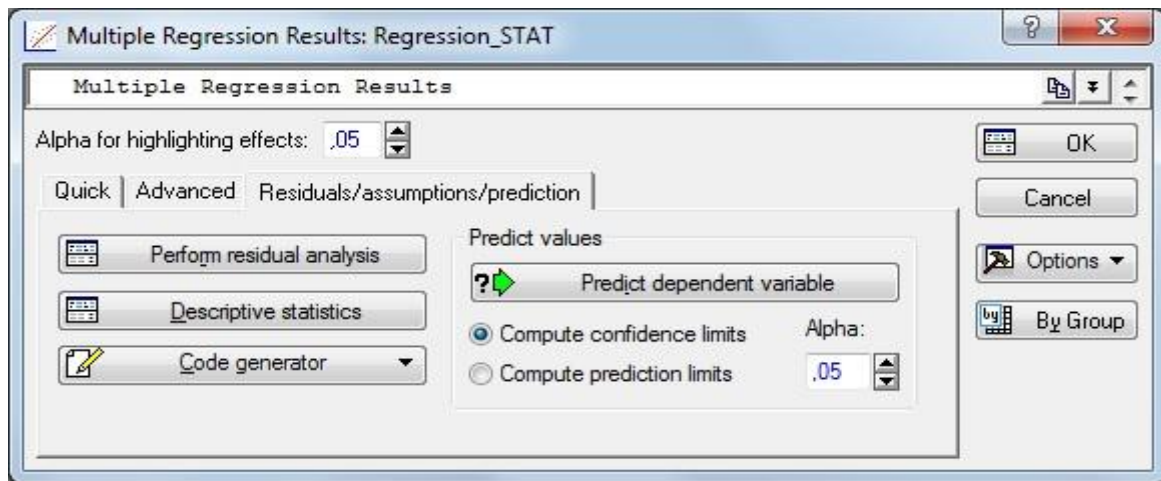 Multiple Regression Results: Regression_STAT
?
Multiple Regression Results
Alpha for highlighting effects: ,05
OK
Quick Advanced Residuals/assumptions/prediction
Cancel
Perform residual analysis
Descriptive statistics
Code generator
Predict values
? Predict dependent variable
Compute confidence limits
Compute prediction limits
Alpha:
,05
Options
by By Group